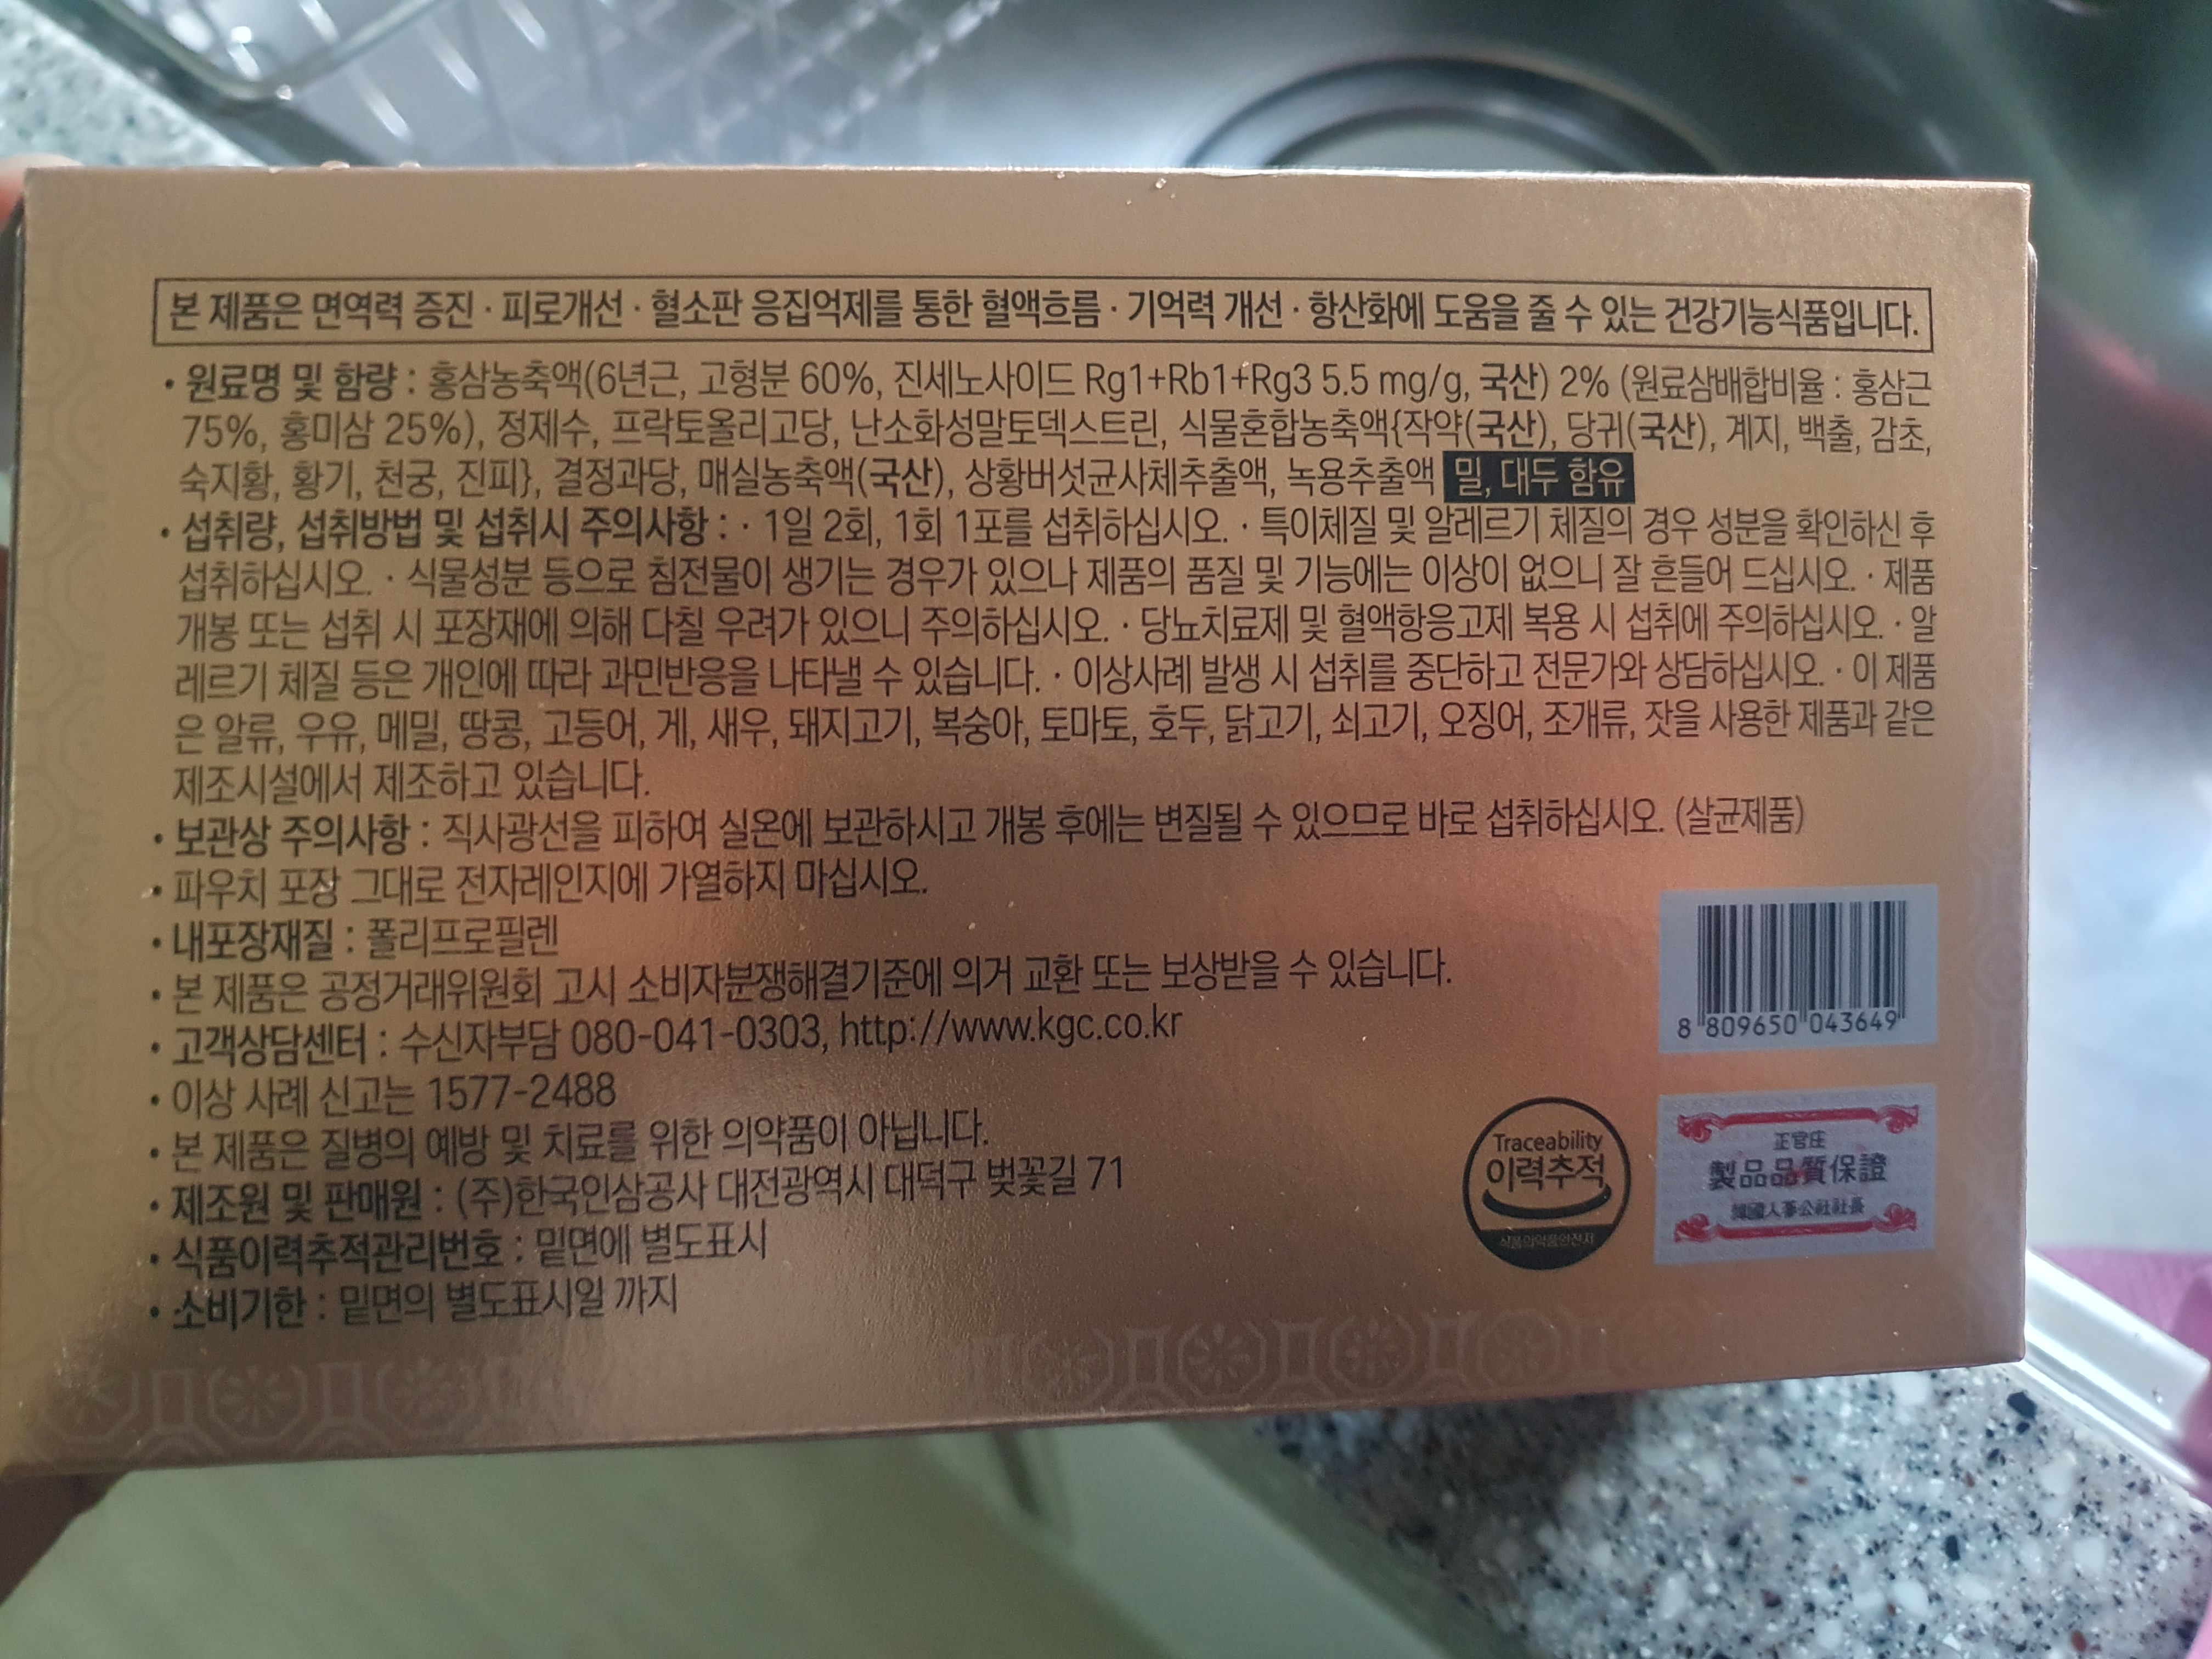 본 제품은 면역력 증진 · 피로개선 · 혈소판 응집억제를 통한 혈액흐름 · 기억력 개선 · 항산화에 도움을 줄 수 있는 건강기능식품입니다.
• 원료명 및 함량 : 홍삼농축액(6년근, 고형분 60%, 진세노사이드 Rg1+Rb1+Rg3 5.5 mg/g, 국산) 2% (원료삼배합비율 : 홍삼근
75%, 홍미삼 25%), 정제수, 프락토올리고당, 난소화성말토덱스트린, 식물혼합농축액{작약(국산), 당귀(국산), 계지, 백출, 감초,
숙지황, 황기, 천궁, 진피}, 결정과당, 매실농축액(국산), 상황버섯균사체추출액, 녹용추출액 밀, 대두 함유
• 섭취량, 섭취방법 및 섭취시 주의사항 : · 1일 2회, 1회 1포를 섭취하십시오. · 특이체질 및 알레르기 체질의 경우 성분을 확인하신 후
섭취하십시오. · 식물성분 등으로 침전물이 생기는 경우가 있으나 제품의 품질 및 기능에는 이상이 없으니 잘 흔들어 드십시오. · 제품
개봉 또는 섭취 시 포장재에 의해 다칠 우려가 있으니 주의하십시오. · 당뇨치료제 및 혈액항응고제 복용 시 섭취에 주의하십시오. · 알
레르기 체질 등은 개인에 따라 과민반응을 나타낼 수 있습니다. · 이상사례 발생 시 섭취를 중단하고 전문가와 상담하십시오. · 이 제품
은 알류, 우유, 메밀, 땅콩, 고등어, 게, 새우, 돼지고기, 복숭아, 토마토, 호두, 닭고기, 쇠고기, 오징어, 조개류, 잣을 사용한 제품과 같은
제조시설에서 제조하고 있습니다.
• 보관상 주의사항 : 직사광선을 피하여 실온에 보관하시고 개봉 후에는 변질될 수 있으므로 바로 섭취하십시오. (살균제품)
• 파우치 포장 그대로 전자레인지에 가열하지 마십시오.
• 내포장재질 : 폴리프로필렌
• 본 제품은 공정거래위원회 고시 소비자분쟁해결기준에 의거 교환 또는 보상받을 수 있습니다.
• 고객상담센터 : 수신자부담 080-041-0303, http://www.kgc.co.kr
• 이상 사례 신고는 1577-2488
• 본 제품은 질병의 예방 및 치료를 위한 의약품이 아닙니다.
• 제조원 및 판매원 : (주)한국인삼공사 대전광역시 대덕구 벚꽃길 71
• 식품이력추적관리번호 : 밑면에 별도표시
• 소비기한 : 밑면의 별도표시일 까지
8 809650 043649
Traceability
이력추적
식품의약품안전처
正官庄
製品品質保證
韓國人蔘公社社長